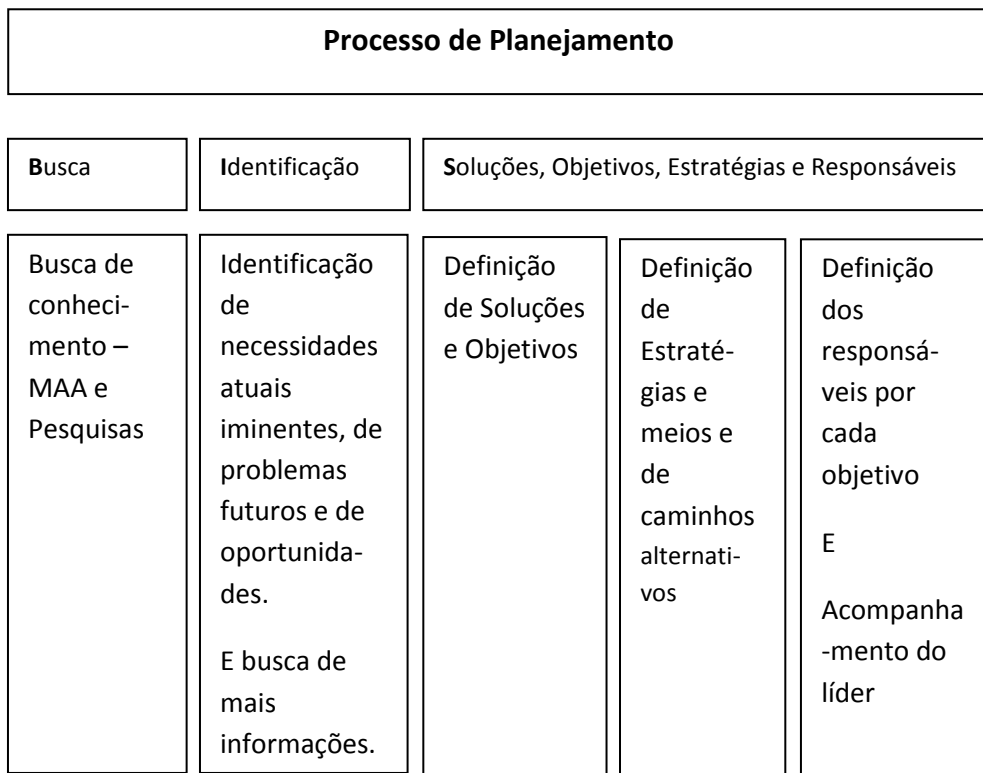 Processo de Planejamento
Busca
Identificação
Soluções, Objetivos, Estratégias e Responsáveis
Busca de
conheci-
mento –
MAA e
Pesquisas
Identificação
de
necessidades
atuais
iminentes, de
problemas
futuros e de
oportunida-
des.
E busca de
mais
informações.
Definição
de Soluções
e Objetivos
Definição
de
Estraté-
gias e
meios e
de
caminhos
alternati-
vos
Definição
dos
responsá-
veis por
cada
objetivo
E
Acompanha
-mento do
líder